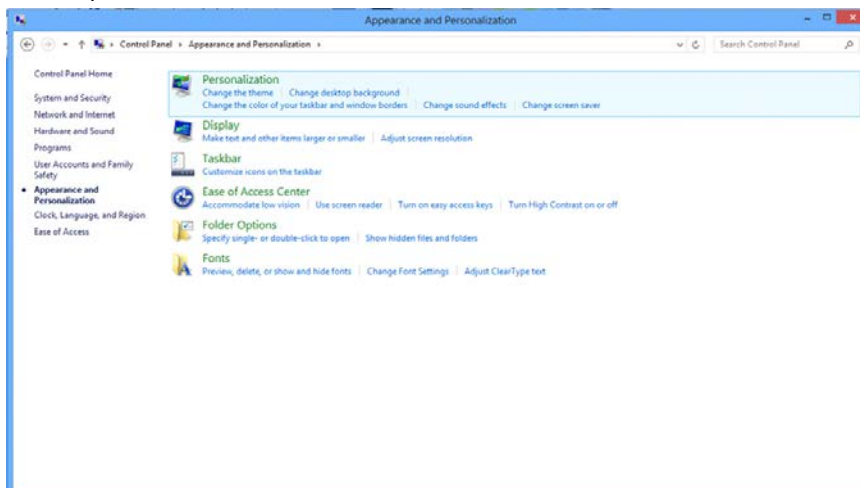 Appearance and Personalization
Control Panel Appearance and Personalization
Search Control Panel
Control Panel Home
System and Security
Network and Internet
Hardware and Sound
Programs
User Accounts and Family
Safety
Appearance and
Personalization
Clock, Language, and Region
Ease of Access
Personalization
Change the theme Change desktop background
Change the color of your taskbar and window borders Change sound effects Change screen saver
Display
Make text and other items larger or smaller Adjust screen resolution
Taskbar
Customize icons on the taskbar
Ease of Access Center
Accommodate low vision Use screen reader Turn on easy access keys Turn High Contrast on or off
Folder Options
Specify single- or double-click to open Show hidden files and folders
Fonts
Preview, delete, or show and hide fonts Change Font Settings Adjust ClearType text